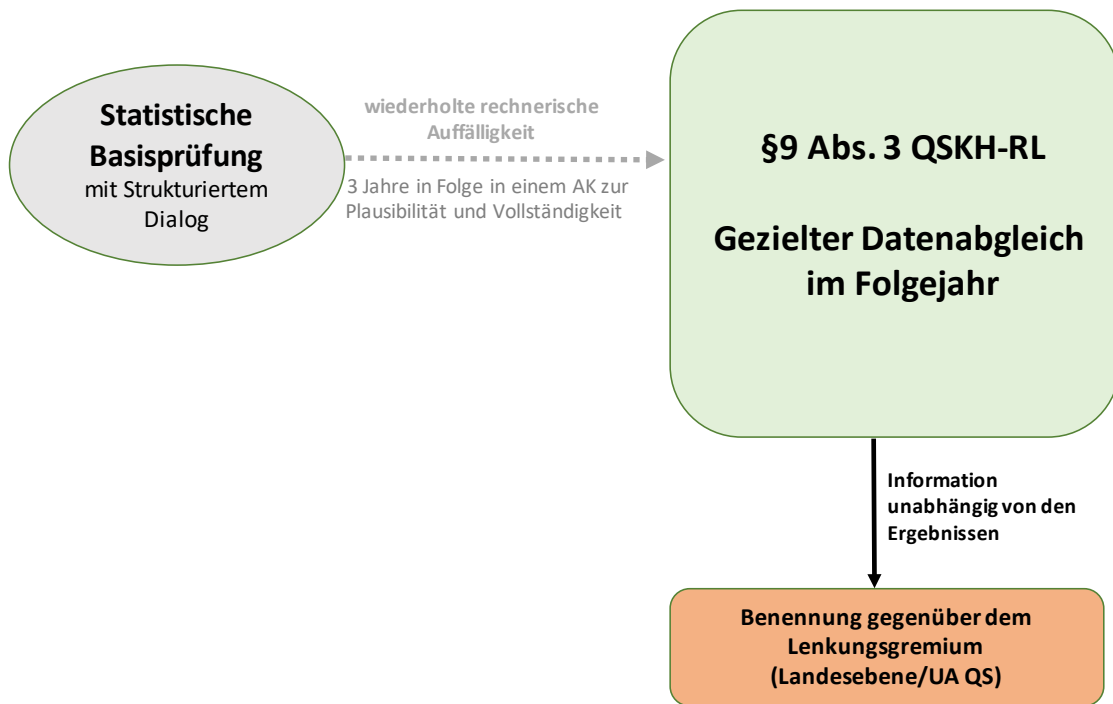 Statistische
Basisprüfung
mit Strukturiertem
Dialog
wiederholte rechnerische
Auffälligkeit
3 Jahre in Folge in einem AK zur
Plausibilität und Vollständigkeit
§9 Abs. 3 QSKH-RL
Gezielter Datenabgleich
im Folgejahr
Information
unabhängig von den
Ergebnissen
Benennung gegenüber dem
Lenkungsgremium
(Landesebene/UA QS)